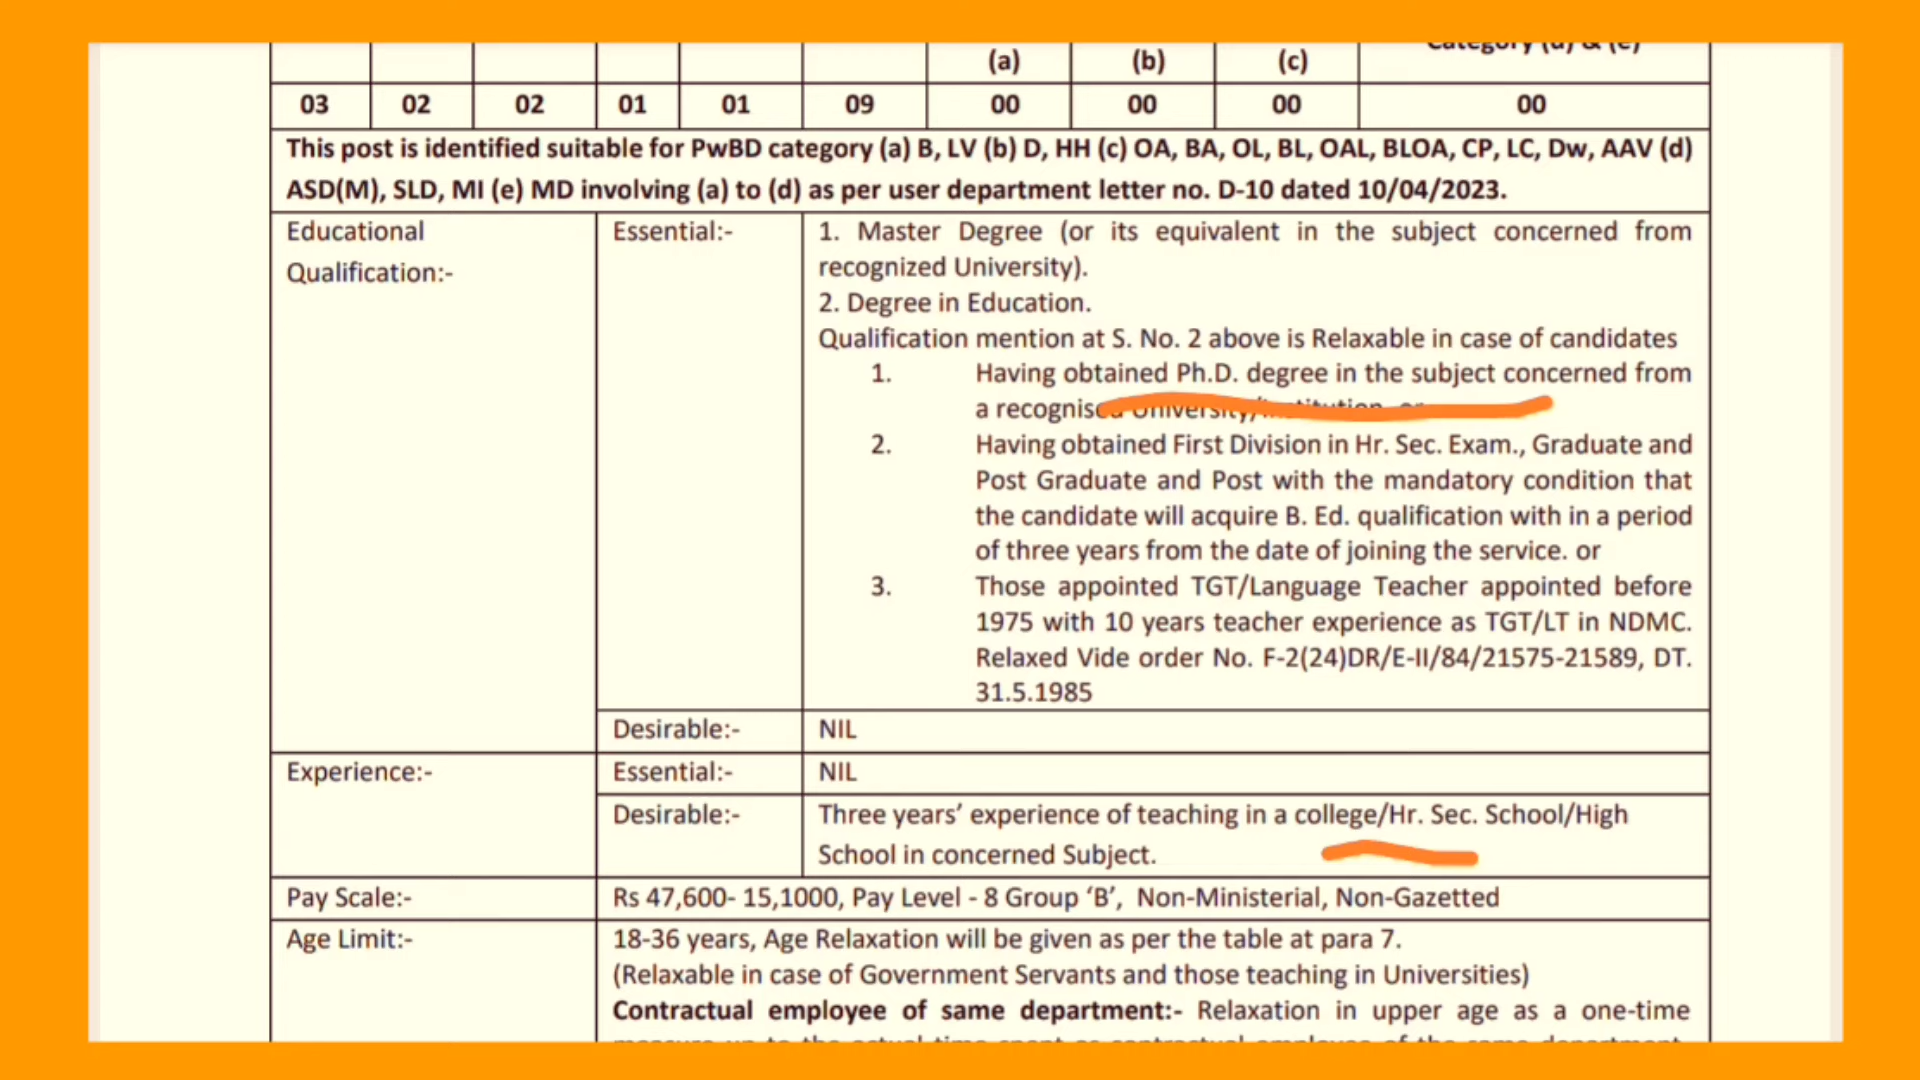 Category (d) & (e)
(a) (b) (c)
03 02 02 01 01 09 00 00 00 00
This post is identified suitable for PwBD category (a) B, LV (b) D, HH (c) OA, BA, OL, BL, OAL, BLOA, CP, LC, Dw, AAV (d)
ASD(M), SLD, MI (e) MD involving (a) to (d) as per user department letter no. D-10 dated 10/04/2023.
Educational
Qualification:-
Essential:-
1. Master Degree (or its equivalent in the subject concerned from
recognized University).
2. Degree in Education.
Qualification mention at S. No. 2 above is Relaxable in case of candidates
1. Having obtained Ph.D. degree in the subject concerned from
a recognised University/Institution, or
2. Having obtained First Division in Hr. Sec. Exam., Graduate and
Post Graduate and Post with the mandatory condition that
the candidate will acquire B. Ed. qualification with in a period
of three years from the date of joining the service. or
3. Those appointed TGT/Language Teacher appointed before
1975 with 10 years teacher experience as TGT/LT in NDMC.
Relaxed Vide order No. F-2(24)DR/E-II/84/21575-21589, DT.
31.5.1985
Desirable:- NIL
Experience:- Essential:- NIL
Desirable:- Three years’ experience of teaching in a college/Hr. Sec. School/High
School in concerned Subject.
Pay Scale:- Rs 47,600- 15,1000, Pay Level - 8 Group ‘B’, Non-Ministerial, Non-Gazetted
Age Limit:- 18-36 years, Age Relaxation will be given as per the table at para 7.
(Relaxable in case of Government Servants and those teaching in Universities)
Contractual employee of same department:- Relaxation in upper age as a one-time